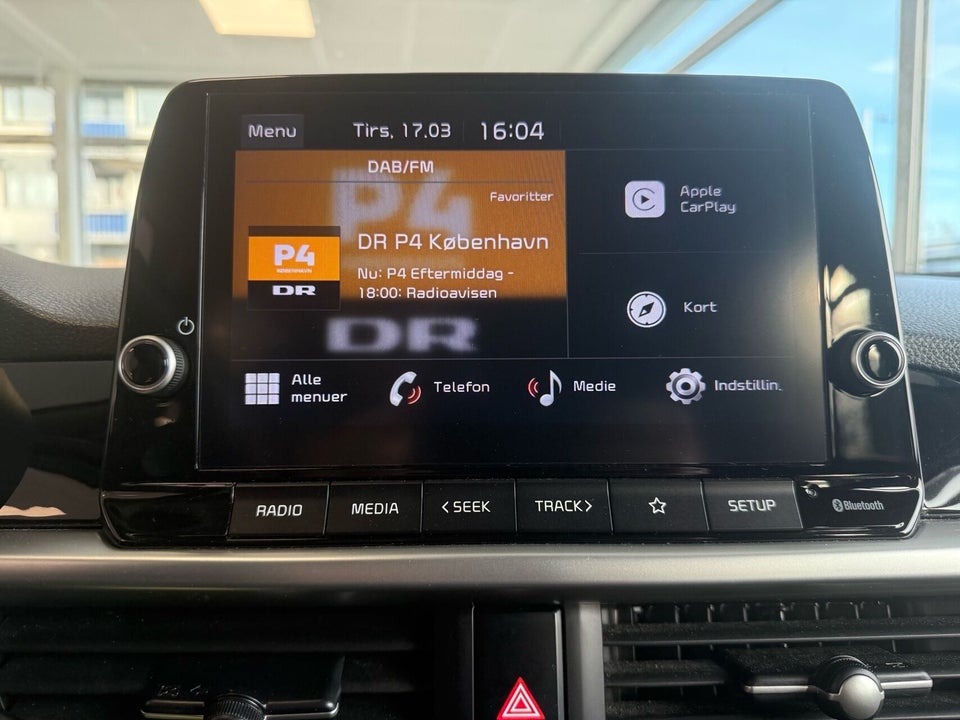 Menu
Tirs, 17.03
16:04
DAB/FM
P4
Favoritter
DR P4 København
Nu: P4 Eftermiddag -
18:00: Radioavisen
P4
KØBENHAVN
DR
DR
Apple
CarPlay
Kort
Alle
menuer
Telefon
Medie
Indstillin.
RADIO
MEDIA
<SEEK
TRACK>
☆
SETUP
Bluetooth